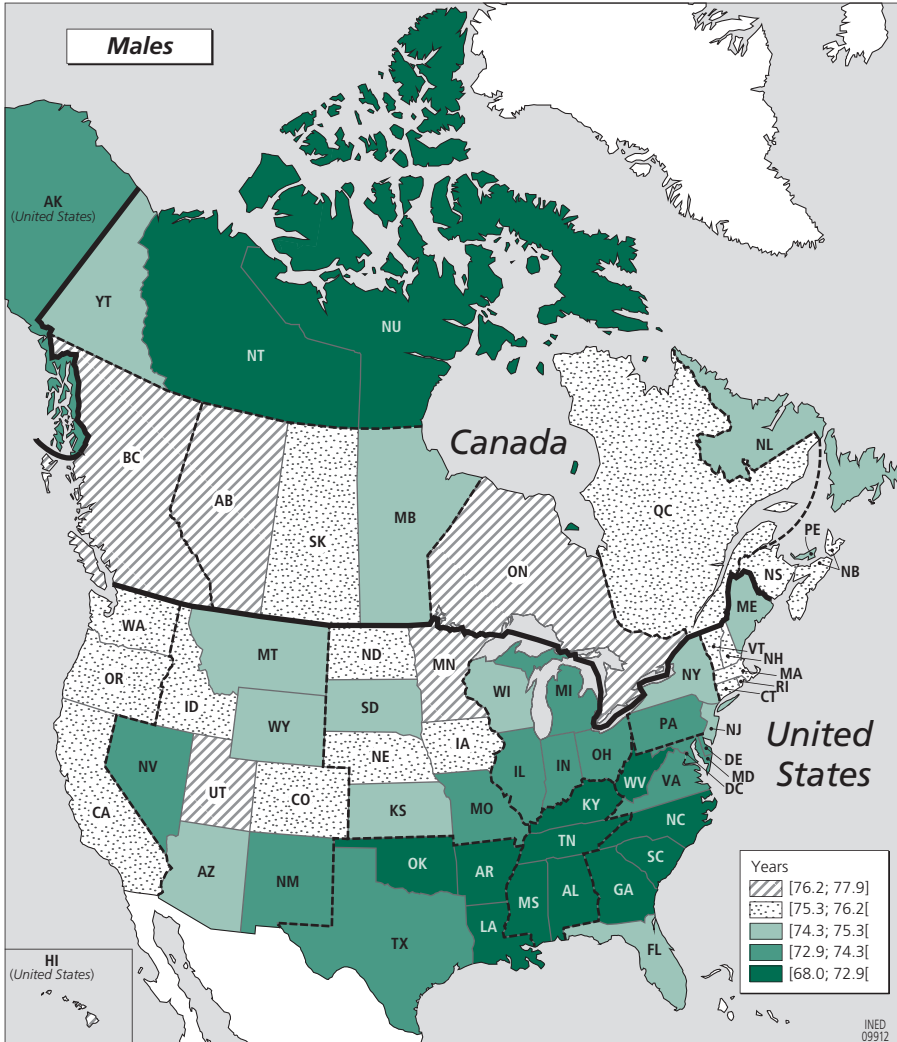 Males
AK
(United States)
YT
NU
NT
Canada
BC
AB
SK
MB
ON
QC
NL
PE
NS
NB
ME
WA
MT
ND
MN
VT
NH
MA
RI
CT
OR
ID
WY
SD
WI
MI
NY
NV
UT
CO
NE
IA
IL
IN
OH
PA
NJ
United
States
DE
MD
DC
CA
KS
MO
KY
WV
VA
AZ
NM
OK
AR
TN
NC
SC
TX
LA
MS
AL
GA
FL
Years
[76.2; 77.9]
[75.3; 76.2[
[74.3; 75.3[
[72.9; 74.3[
[68.0; 72.9[
HI
(United States)
INED
09912